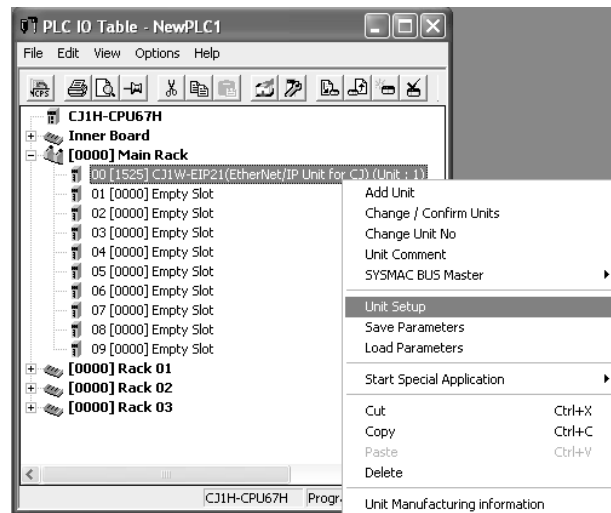 PLC IO Table - NewPLC1
File Edit View Options Help
CPS
CJ1H-CPU67H
Inner Board
[0000] Main Rack
00 [1525] CJ1W-EIP21(EtherNet/IP Unit for CJ) (Unit : 1)
01 [0000] Empty Slot
02 [0000] Empty Slot
03 [0000] Empty Slot
04 [0000] Empty Slot
05 [0000] Empty Slot
06 [0000] Empty Slot
07 [0000] Empty Slot
08 [0000] Empty Slot
09 [0000] Empty Slot
[0000] Rack 01
[0000] Rack 02
[0000] Rack 03
Add Unit
Change / Confirm Units
Change Unit No
Unit Comment
SYSMAC BUS Master
Unit Setup
Save Parameters
Load Parameters
Start Special Application
Cut Ctrl+X
Copy Ctrl+C
Paste Ctrl+V
Delete
Unit Manufacturing information
CJ1H-CPU67H